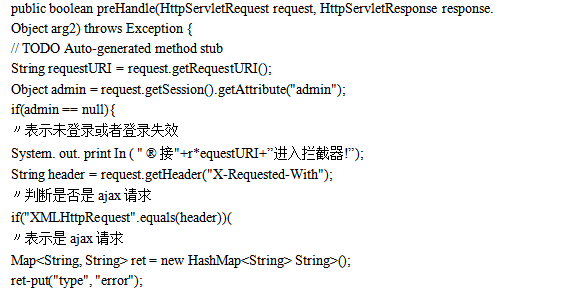 public boolean preHandle(HttpServletRequest request, HttpServletResponse response.
Object arg2) throws Exception {
// TODO Auto-generated method stub
String requestURI = request.getRequestURI();
Object admin = request.getSession().getAttribute("admin");
if(admin == null){
〃表示未登录或者登录失效
System. out. print In ( " ® 接"+r*equestURI+”进入拦截器!”);
String header = request.getHeader("X-Requested-With");
〃判断是否是 ajax 请求
if("XMLHttpRequest".equals(header))(
〃表示是 ajax 请求
Map<String, String> ret = new HashMap<String> String>();
ret-put("type", "error");